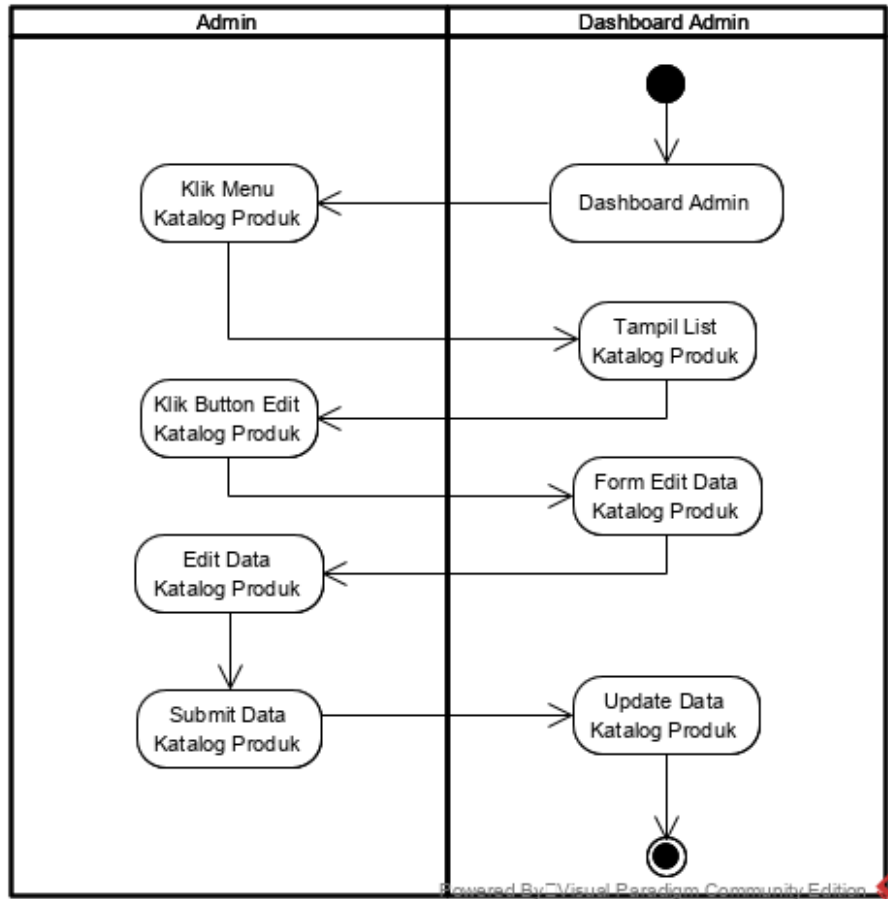 Admin
Dashboard Admin
Dashboard Admin
Klik Menu
Katalog Produk
Tampil List
Katalog Produk
Klik Button Edit
Katalog Produk
Form Edit Data
Katalog Produk
Edit Data
Katalog Produk
Submit Data
Katalog Produk
Update Data
Katalog Produk
Powered By□Visual Paradigm Community Edition